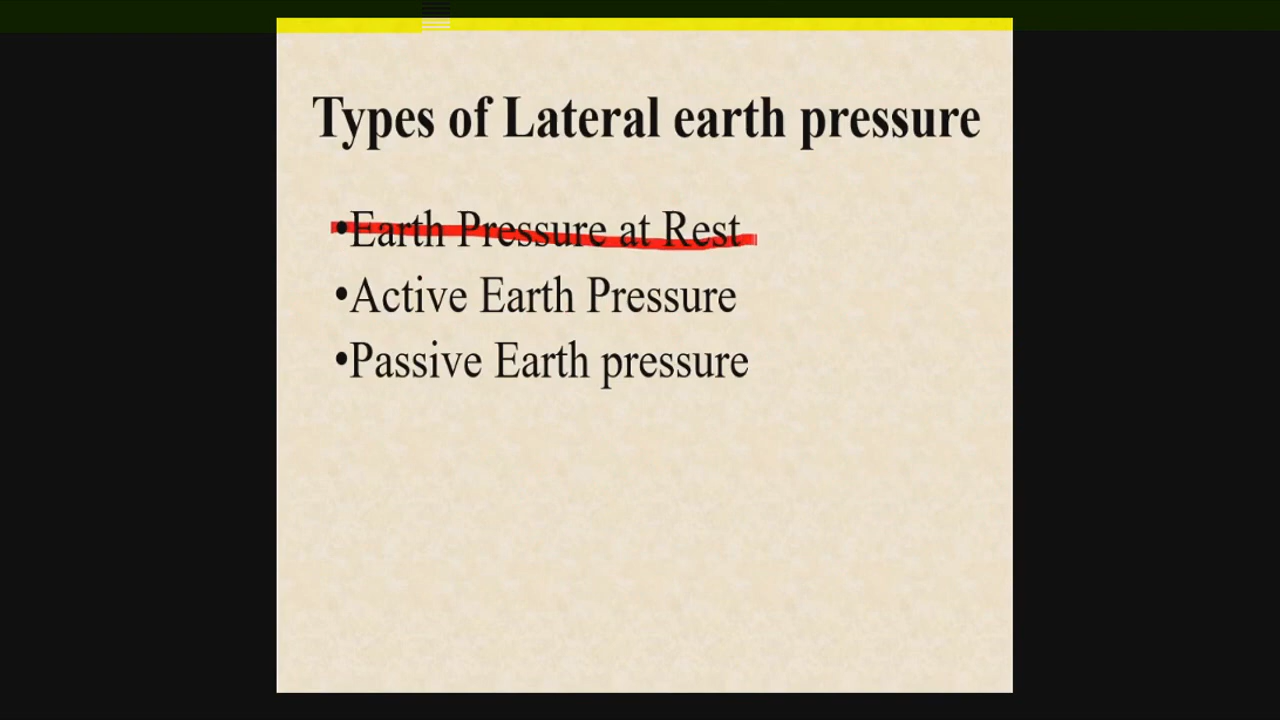 Types of Lateral earth pressure
•Earth Pressure at Rest
•Active Earth Pressure
•Passive Earth pressure